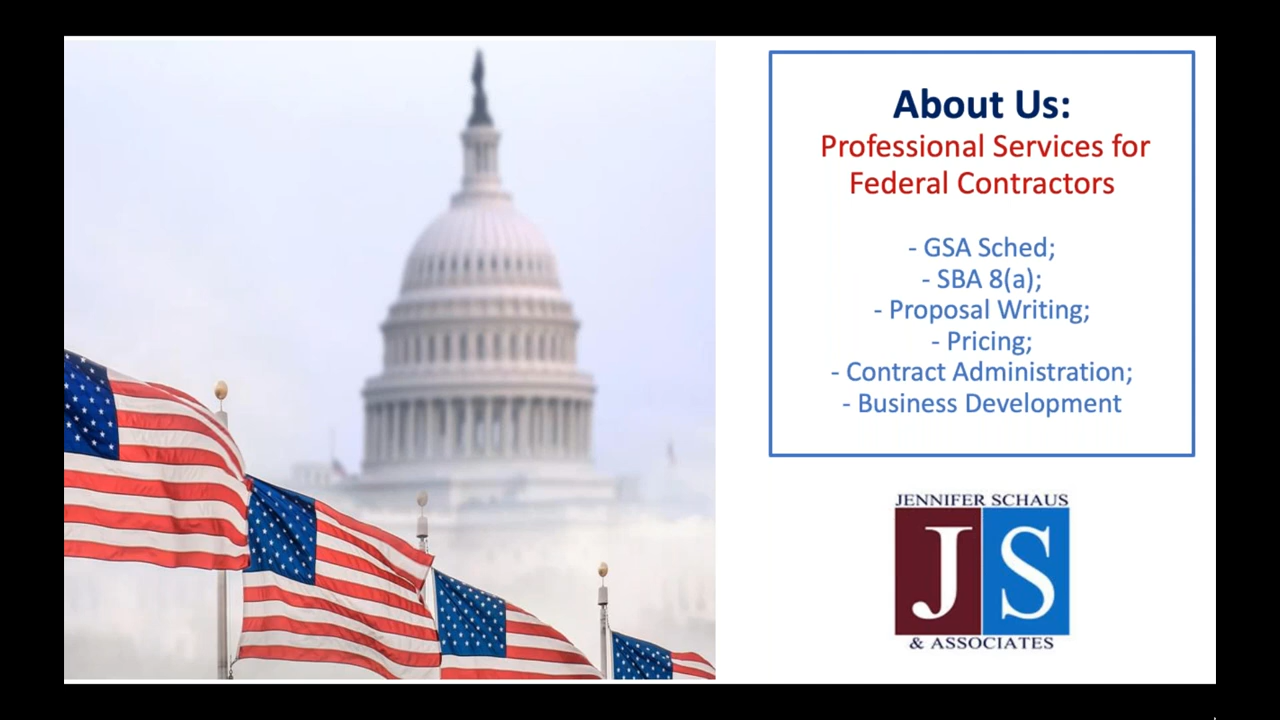 About Us:
Professional Services for
Federal Contractors
- GSA Sched;
- SBA 8(a);
- Proposal Writing;
- Pricing;
- Contract Administration;
- Business Development
JENNIFER SCHAUS
JS
& ASSOCIATES